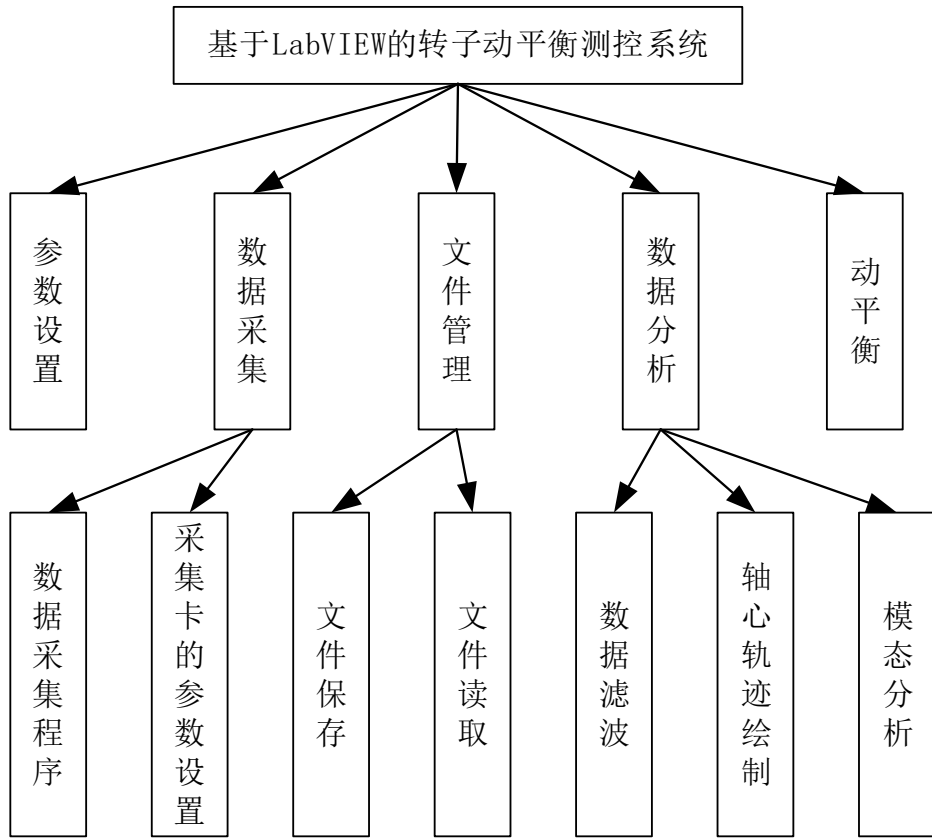 基于LabVIEW的转子动平衡测控系统
参数设置
数据采集
文件管理
数据分析
动平衡
数据采集程序
采集卡的参数设置
文件保存
文件读取
数据滤波
轴心轨迹绘制
模态分析